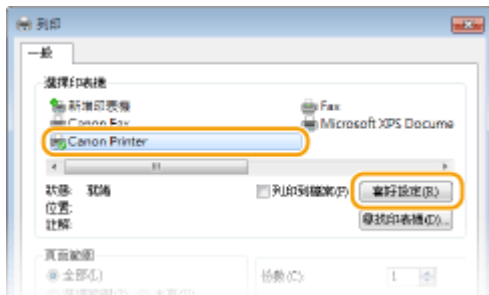 列印
一般
選擇印表機
新增印表機
Fax
Canon Fax
Microsoft XPS Docume
Canon Printer
狀態: 就緒
列印到檔案(F)
喜好設定(R)
位置:
註解:
尋找印表機(D)...
頁面範圍
全部(L)
份數(C):
1